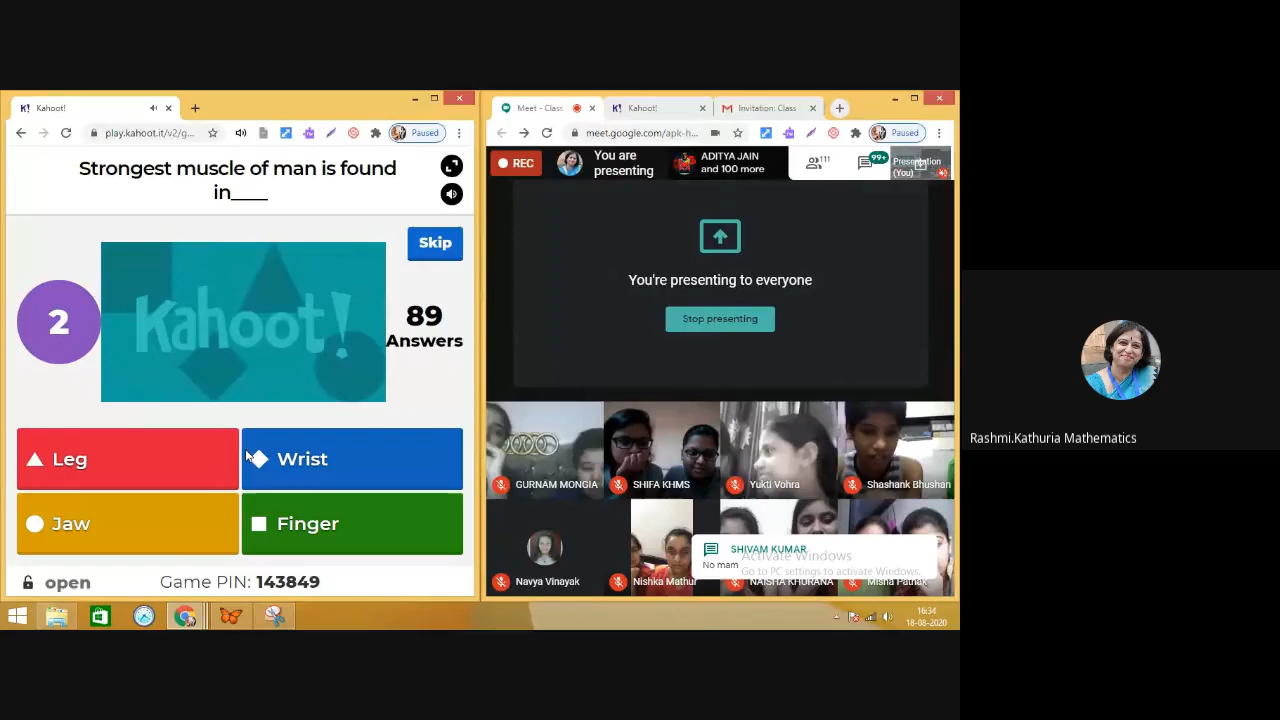 Kahoot!
play.kahoot.it/v2/g...
Paused
Strongest muscle of man is found
in____
Skip
2
Kahoot!
89
Answers
Leg
Wrist
Jaw
Finger
open
Game PIN: 143849
Meet - Class
Kahoot!
Invitation: Class
meet.google.com/apk-h...
Paused
REC
You are
presenting
ADITYA JAIN
and 100 more
111
99+
Presentation
(You)
You're presenting to everyone
Stop presenting
GURNAM MONGIA
SHIFA KHMS
Yukti Vohra
Shashank Bhushan
Navya Vinayak
Nishka Mathur
NAISHA KHURANA
Misha Pathak
SHIVAM KUMAR
No mam
Activate Windows
Go to PC settings to activate Windows.
16:34
18-08-2020
Rashmi.Kathuria Mathematics